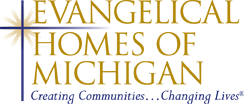 EVANGELICAL
HOMES OF
MICHIGAN
Creating Communities...Changing Lives®